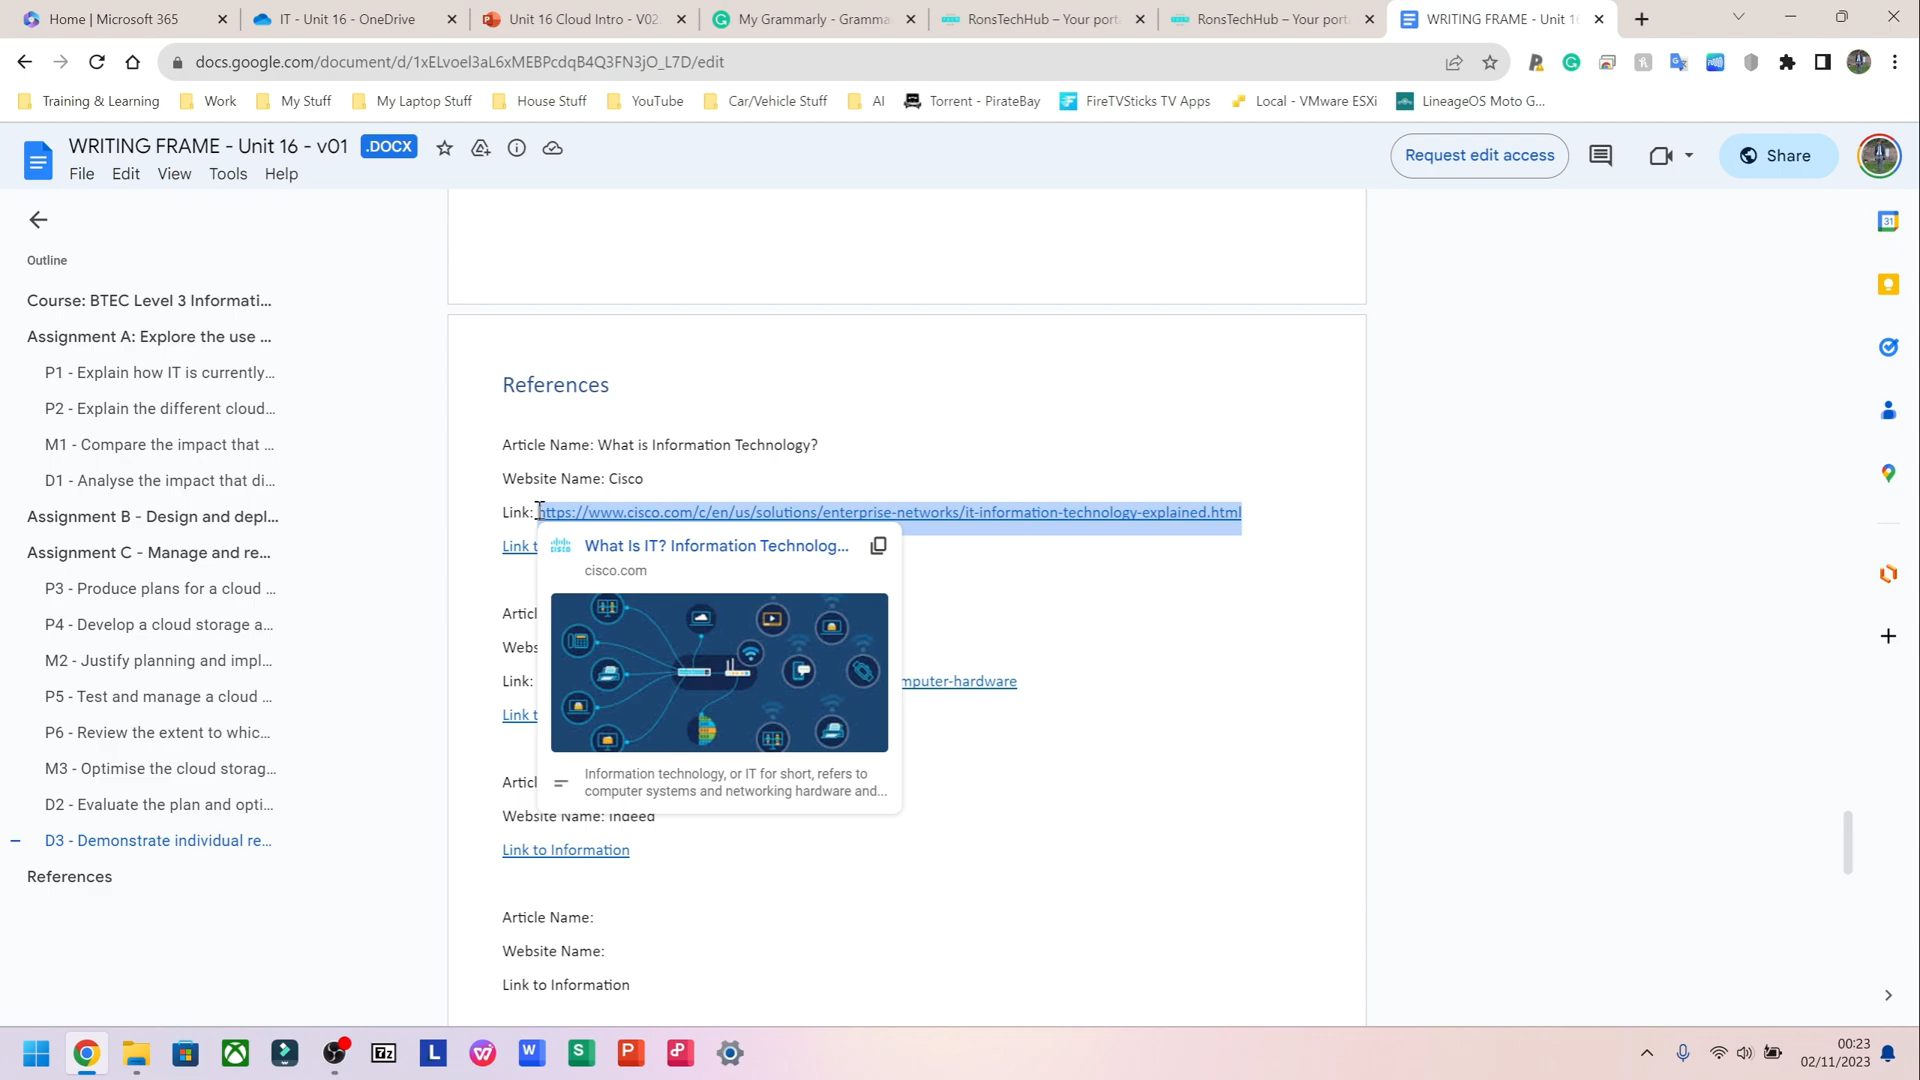 Home | Microsoft 365
IT - Unit 16 - OneDrive
Unit 16 Cloud Intro - V02.
My Grammarly - Gramma
RonsTechHub – Your port
RonsTechHub – Your port
WRITING FRAME - Unit 1
docs.google.com/document/d/1xELvoel3aL6xMEBPcdqB4Q3FN3jO_L7D/edit
Training & Learning
Work
My Stuff
My Laptop Stuff
House Stuff
YouTube
Car/Vehicle Stuff
AI
Torrent - PirateBay
FireTVSticks TV Apps
Local - VMware ESXi
LineageOS Moto G...
WRITING FRAME - Unit 16 - v01
.DOCX
File Edit View Tools Help
Request edit access
Share
Outline
Course: BTEC Level 3 Informati...
Assignment A: Explore the use ...
P1 - Explain how IT is currently...
P2 - Explain the different cloud...
M1 - Compare the impact that ...
D1 - Analyse the impact that di...
Assignment B - Design and depl...
Assignment C - Manage and re...
P3 - Produce plans for a cloud ...
P4 - Develop a cloud storage a...
M2 - Justify planning and impl...
P5 - Test and manage a cloud ...
P6 - Review the extent to whic...
M3 - Optimise the cloud storag...
D2 - Evaluate the plan and opti...
D3 - Demonstrate individual re...
References
References
Article Name: What is Information Technology?
Website Name: Cisco
Link: https://www.cisco.com/c/en/us/solutions/enterprise-networks/it-information-technology-explained.html
Link t
What Is IT? Information Technolog...
cisco.com
CISCO
Artic
Webs
Link:
mputer-hardware
Link t
Information technology, or IT for short, refers to
computer systems and networking hardware and...
Artic
Website Name: Indeed
Link to Information
Article Name:
Website Name:
Link to Information
31
7z
L
W
S
P
00:23
02/11/2023